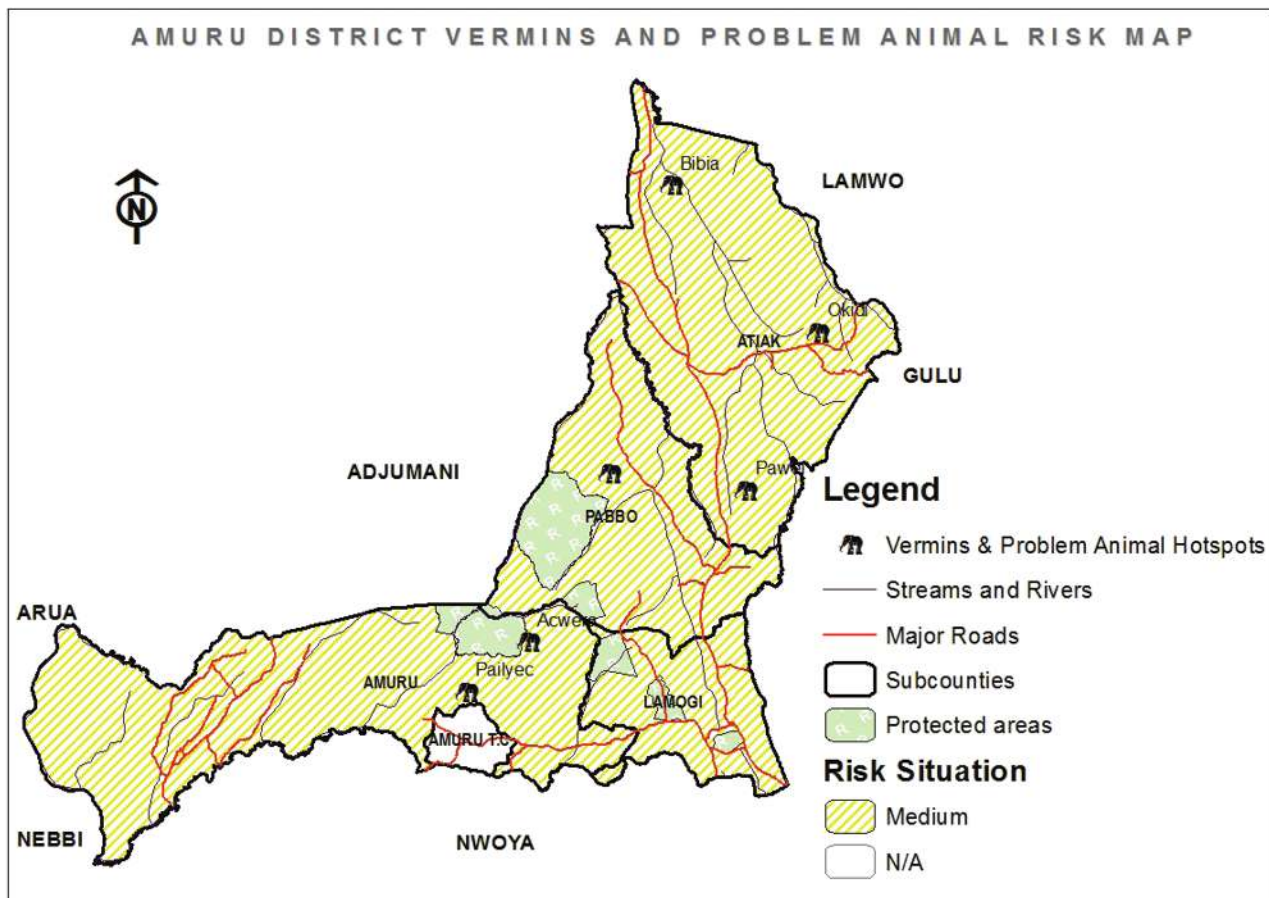 AMURU DISTRICT VERMINS AND PROBLEM ANIMAL RISK MAP
N
Bibia
LAMWO
Okidi
ATIAK
GULU
ADJUMANI
Pawel
PABBO
ARUA
Acwera
Pailyec
AMURU
LAMOGI
AMURU T.C
NEBBI
NWOYA
Legend
Vermins & Problem Animal Hotspots
Streams and Rivers
Major Roads
Subcounties
Protected areas
Risk Situation
Medium
N/A